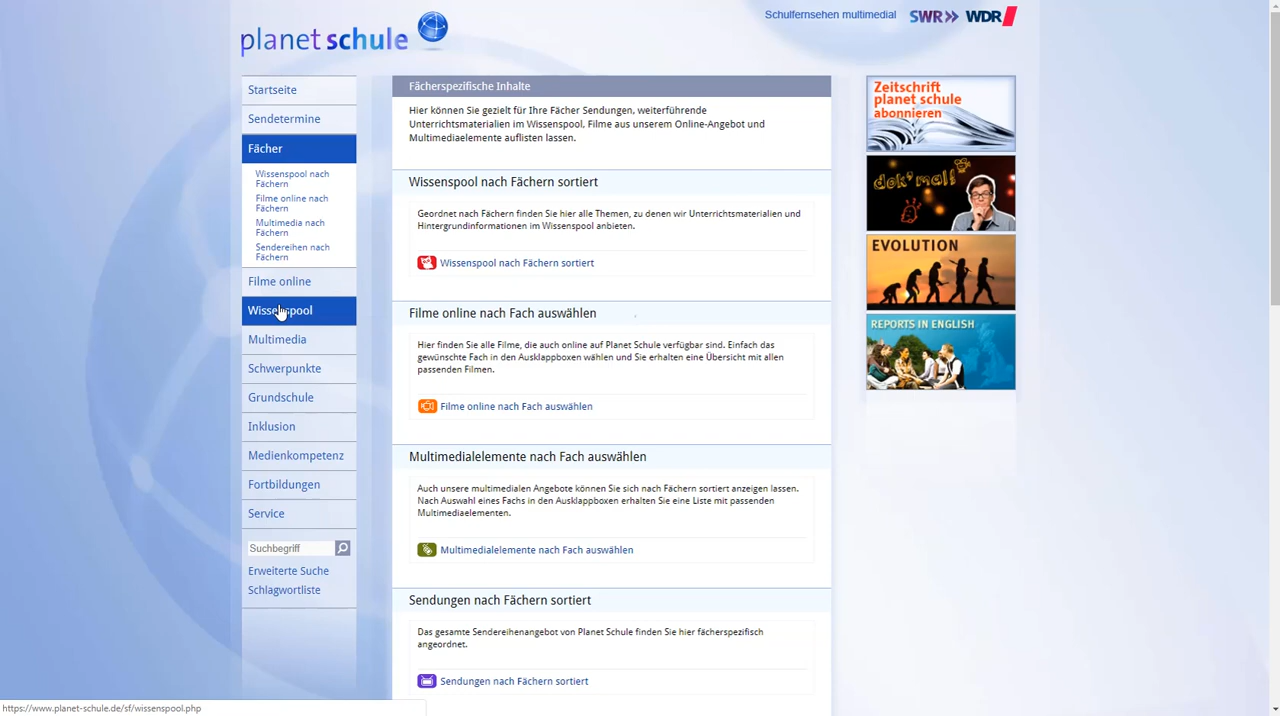 planet schule
Schulfernsehen multimedial
SWR
WDR
Startseite
Sendetermine
Fächer
Wissenspool nach
Fächern
Filme online nach
Fächern
Multimedia nach
Fächern
Sendereihen nach
Fächern
Filme online
Wissenspool
Multimedia
Schwerpunkte
Grundschule
Inklusion
Medienkompetenz
Fortbildungen
Service
Suchbegriff
Erweiterte Suche
Schlagwortliste
Fächerspezifische Inhalte
Hier können Sie gezielt für Ihre Fächer Sendungen, weiterführende
Unterrichtsmaterialien im Wissenspool, Filme aus unserem Online-Angebot und
Multimediaelemente auflisten lassen.
Wissenspool nach Fächern sortiert
Geordnet nach Fächern finden Sie hier alle Themen, zu denen wir Unterrichtsmaterialien und
Hintergrundinformationen im Wissenspool anbieten.
Wissenspool nach Fächern sortiert
Filme online nach Fach auswählen
Hier finden Sie alle Filme, die auch online auf Planet Schule verfügbar sind. Einfach das
gewünschte Fach in den Ausklappboxen wählen und Sie erhalten eine Übersicht mit allen
passenden Filmen.
Filme online nach Fach auswählen
Multimedialelemente nach Fach auswählen
Auch unsere multimedialen Angebote können Sie sich nach Fächern sortiert anzeigen lassen.
Nach Auswahl eines Fachs in den Ausklappboxen erhalten Sie eine Liste mit passenden
Multimediaelementen.
Multimedialelemente nach Fach auswählen
Sendungen nach Fächern sortiert
Das gesamte Sendereihenangebot von Planet Schule finden Sie hier fächerspezifisch
angeordnet.
Sendungen nach Fächern sortiert
Zeitschrift
planet schule
abonnieren
dok'mal!
EVOLUTION
REPORTS IN ENGLISH
https://www.planet-schule.de/sf/wissenspool.php